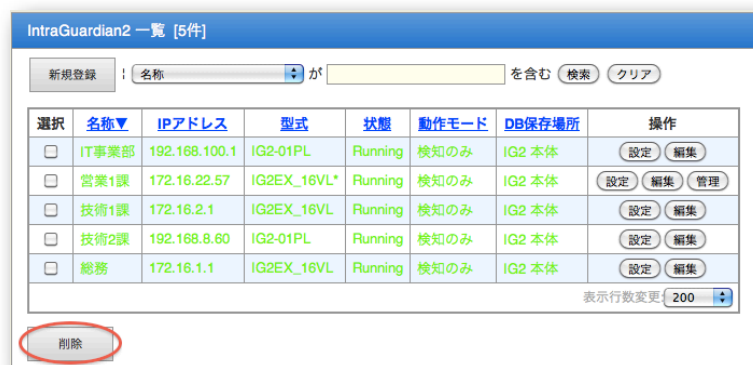 IntraGuardian2 一覧 [5件]
新規登録 ¦ 名称 が を含む 検索 クリア
選択 名称▼ IPアドレス 型式 状態 動作モード DB保存場所 操作
IT事業部 192.168.100.1 IG2-01PL Running 検知のみ IG2 本体 設定 編集
営業1課 172.16.22.57 IG2EX_16VL* Running 検知のみ IG2 本体 設定 編集 管理
技術1課 172.16.2.1 IG2EX_16VL Running 検知のみ IG2 本体 設定 編集
技術2課 192.168.8.60 IG2-01PL Running 検知のみ IG2 本体 設定 編集
総務 172.16.1.1 IG2EX_16VL Running 検知のみ IG2 本体 設定 編集
表示行数変更: 200
削除